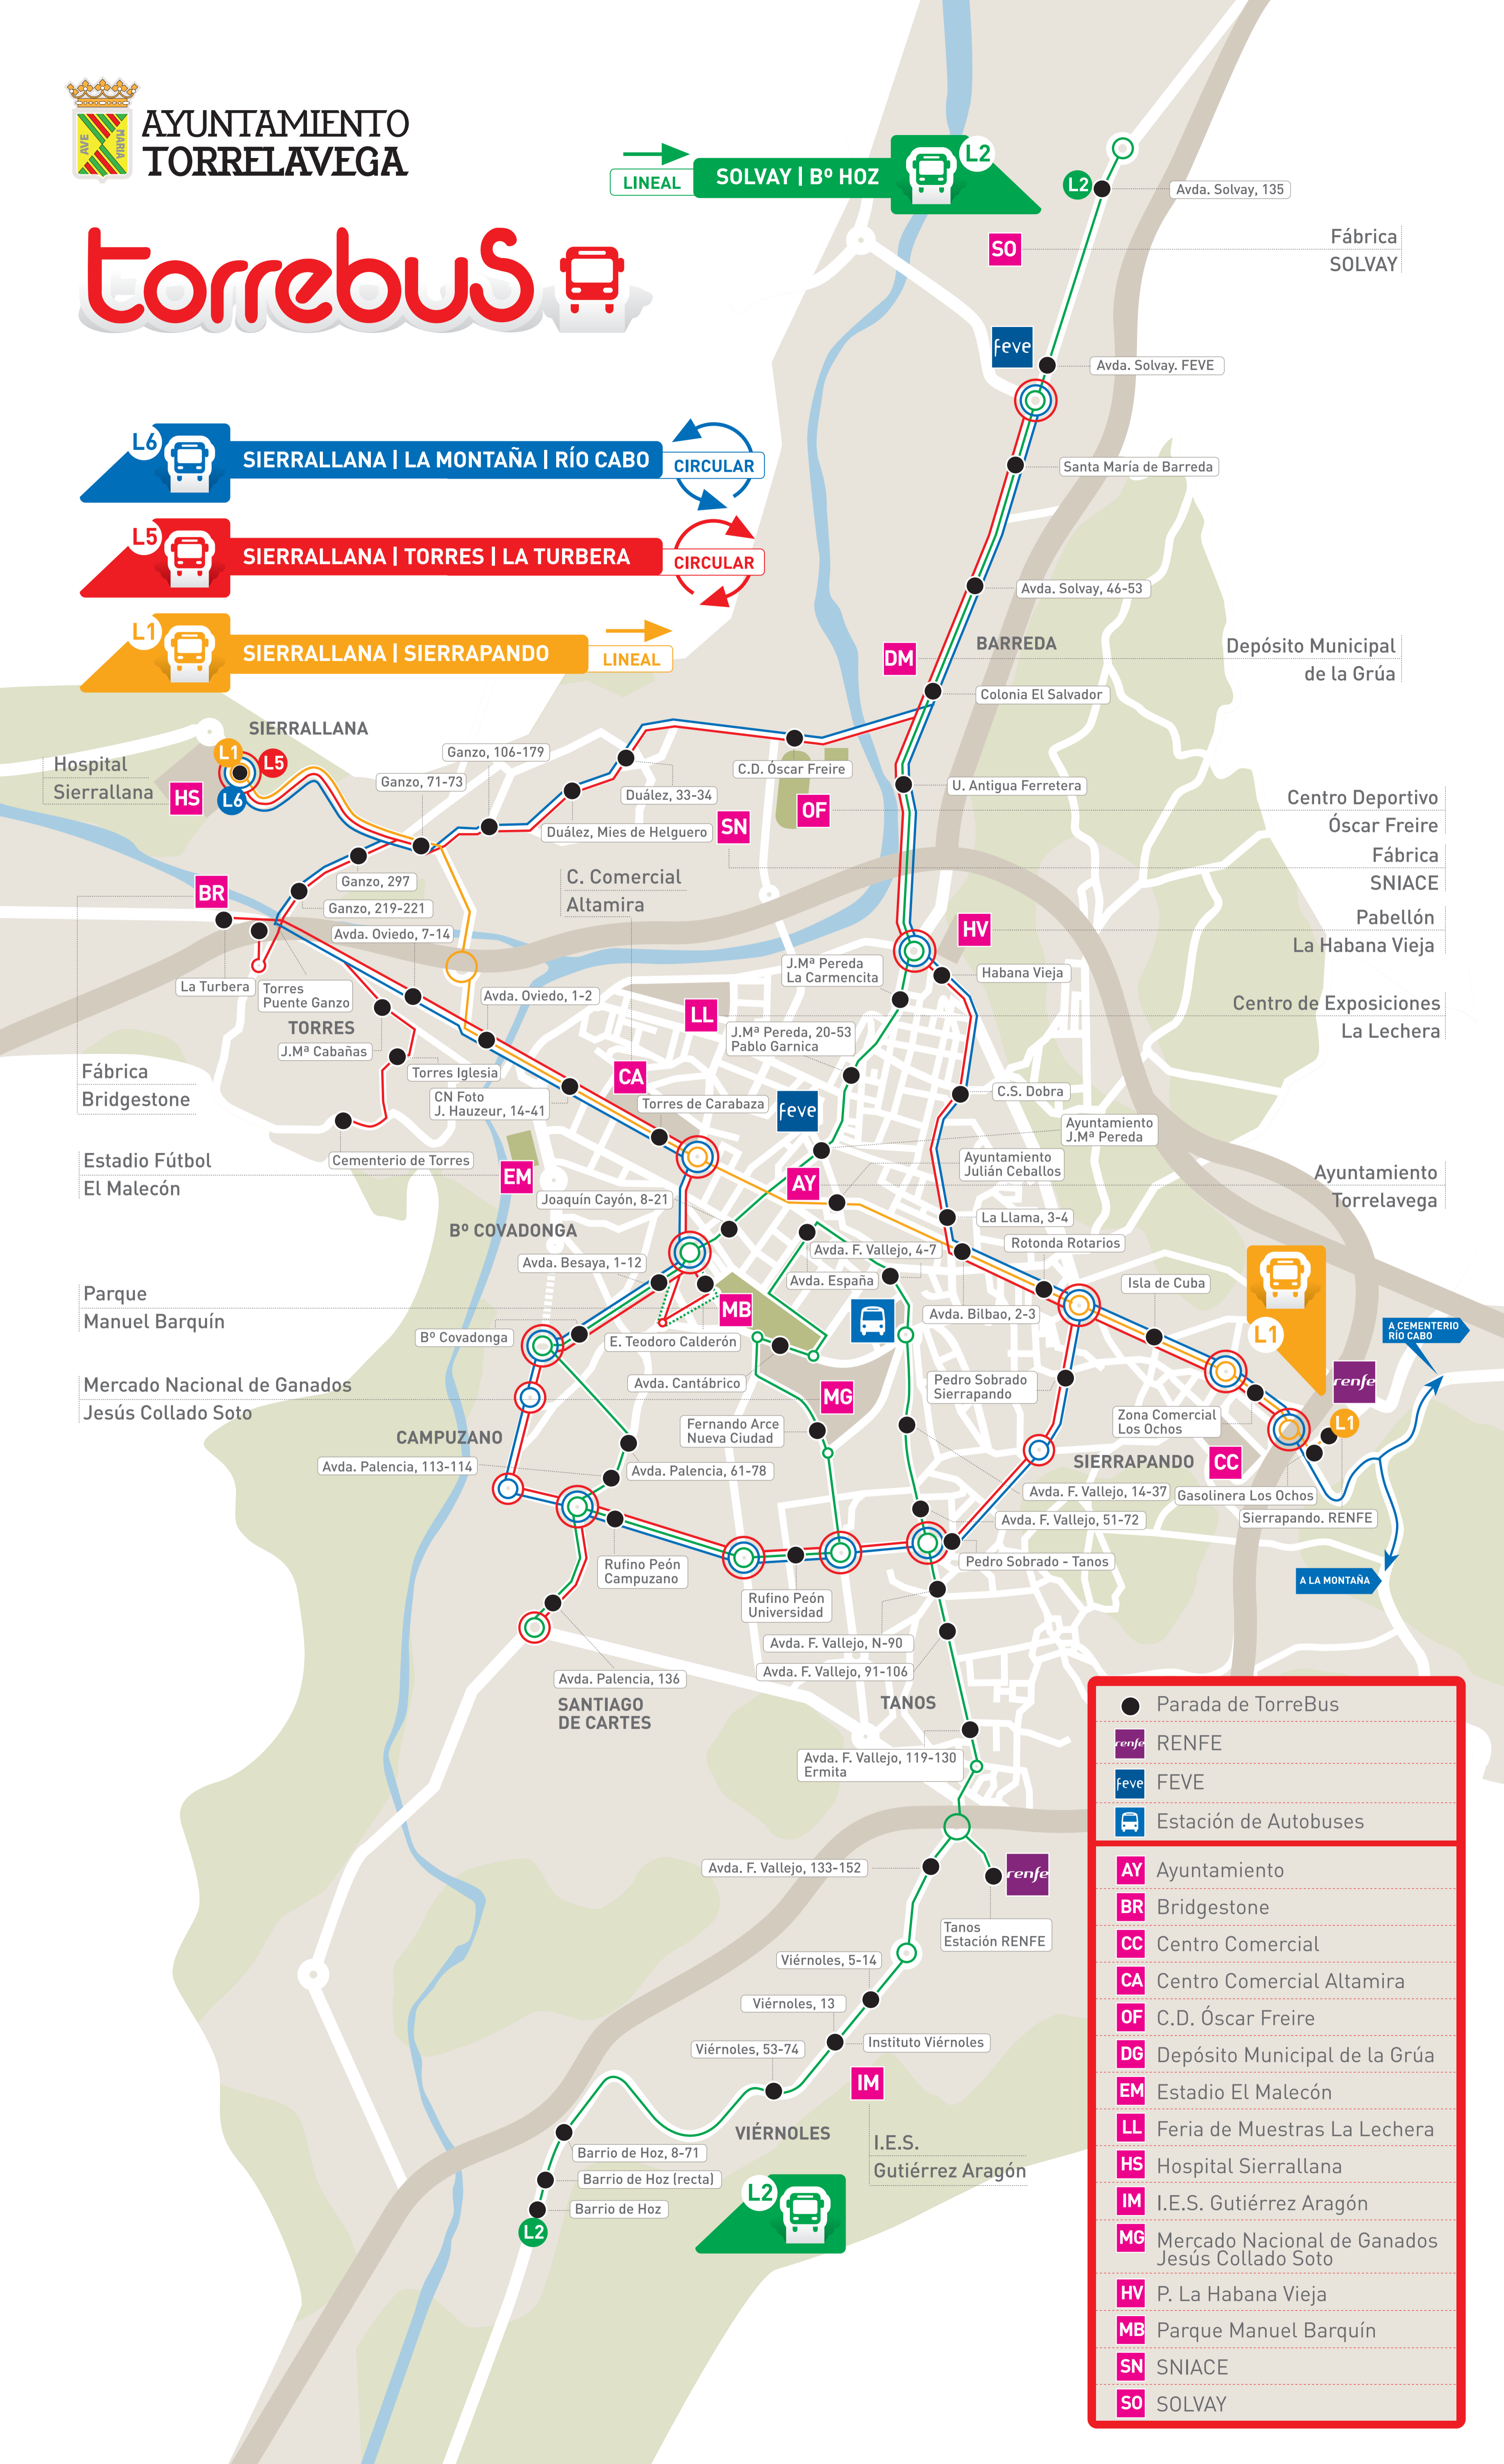 AVE
MARIA
AYUNTAMIENTO
TORRELAVEGA
torrebus
LINEAL
SOLVAY | Bº HOZ
L2
L2
Avda. Solvay, 135
SO
Fábrica
SOLVAY
feve
Avda. Solvay. FEVE
L6
SIERRALLANA | LA MONTAÑA | RÍO CABO
CIRCULAR
L5
SIERRALLANA | TORRES | LA TURBERA
CIRCULAR
L1
SIERRALLANA | SIERRAPANDO
LINEAL
Santa María de Barreda
Avda. Solvay, 46-53
BARREDA
DM
Depósito Municipal
de la Grúa
Colonia El Salvador
SIERRALLANA
Hospital
Sierrallana
HS
L1
L5
L6
Ganzo, 106-179
Ganzo, 71-73
C.D. Óscar Freire
Duález, 33-34
U. Antigua Ferretera
Duález, Mies de Helguero
SN
OF
Centro Deportivo
Óscar Freire
Fábrica
SNIACE
BR
Ganzo, 297
Ganzo, 219-221
C. Comercial
Altamira
Pabellón
La Habana Vieja
HV
Avda. Oviedo, 7-14
J.Mª Pereda
La Carmencita
Habana Vieja
La Turbera
Torres
Puente Ganzo
TORRES
Avda. Oviedo, 1-2
LL
Centro de Exposiciones
La Lechera
J.Mª Pereda, 20-53
Pablo Garnica
J.Mª Cabañas
Torres Iglesia
Fábrica
Bridgestone
CN Foto
J. Hauzeur, 14-41
CA
Torres de Carabaza
feve
C.S. Dobra
Ayuntamiento
J.Mª Pereda
Cementerio de Torres
Estadio Fútbol
El Malecón
EM
AY
Ayuntamiento
Julián Ceballos
Ayuntamiento
Torrelavega
Joaquín Cayón, 8-21
La Llama, 3-4
Bº COVADONGA
Avda. F. Vallejo, 4-7
Rotonda Rotarios
Avda. Besaya, 1-12
Avda. España
Isla de Cuba
Parque
Manuel Barquín
MB
Avda. Bilbao, 2-3
L1
A CEMENTERIO
RÍO CABO
Bº Covadonga
E. Teodoro Calderón
Mercado Nacional de Ganados
Jesús Collado Soto
Avda. Cantábrico
MG
Pedro Sobrado
Sierrapando
renfe
Zona Comercial
Los Ochos
L1
Fernando Arce
Nueva Ciudad
CAMPUZANO
SIERRAPANDO
CC
Avda. Palencia, 113-114
Avda. Palencia, 61-78
Avda. F. Vallejo, 14-37
Gasolinera Los Ochos
Avda. F. Vallejo, 51-72
Sierrapando. RENFE
Rufino Peón
Campuzano
Pedro Sobrado - Tanos
A LA MONTAÑA
Rufino Peón
Universidad
Avda. F. Vallejo, N-90
Avda. F. Vallejo, 91-106
Avda. Palencia, 136
SANTIAGO
DE CARTES
TANOS
Avda. F. Vallejo, 119-130
Ermita
Avda. F. Vallejo, 133-152
renfe
Tanos
Estación RENFE
Viérnoles, 5-14
Viérnoles, 13
Instituto Viérnoles
Viérnoles, 53-74
IM
VIÉRNOLES
I.E.S.
Gutiérrez Aragón
Barrio de Hoz, 8-71
Barrio de Hoz (recta)
Barrio de Hoz
L2
L2
Parada de TorreBus
renfe RENFE
feve FEVE
Estación de Autobuses
AY Ayuntamiento
BR Bridgestone
CC Centro Comercial
CA Centro Comercial Altamira
OF C.D. Óscar Freire
DG Depósito Municipal de la Grúa
EM Estadio El Malecón
LL Feria de Muestras La Lechera
HS Hospital Sierrallana
IM I.E.S. Gutiérrez Aragón
MG Mercado Nacional de Ganados
Jesús Collado Soto
HV P. La Habana Vieja
MB Parque Manuel Barquín
SN SNIACE
SO SOLVAY